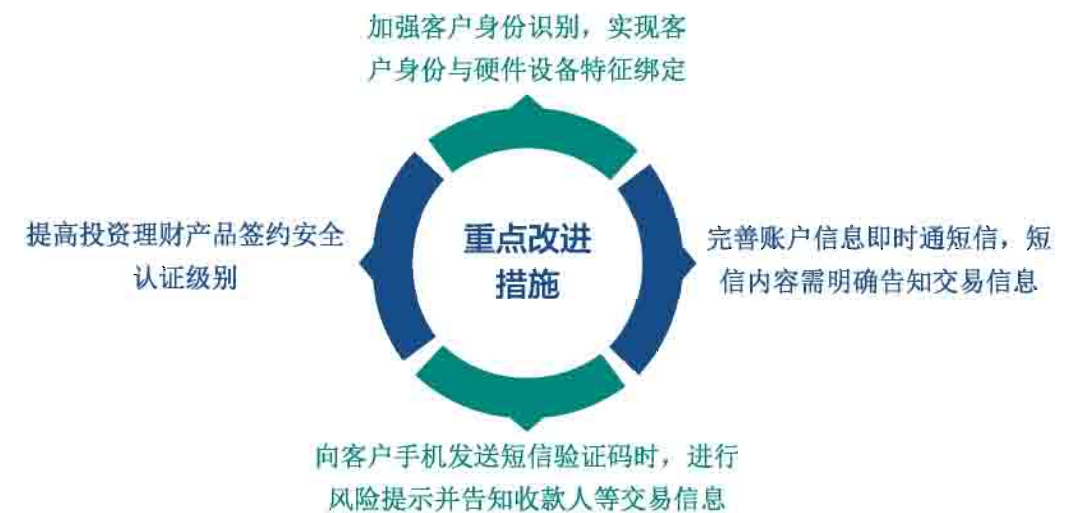 加强客户身份识别，实现客
户身份与硬件设备特征绑定
提高投资理财产品签约安全
认证级别
重点改进
措施
完善账户信息即时通短信，短
信内容需明确告知交易信息
向客户手机发送短信验证码时，进行
风险提示并告知收款人等交易信息